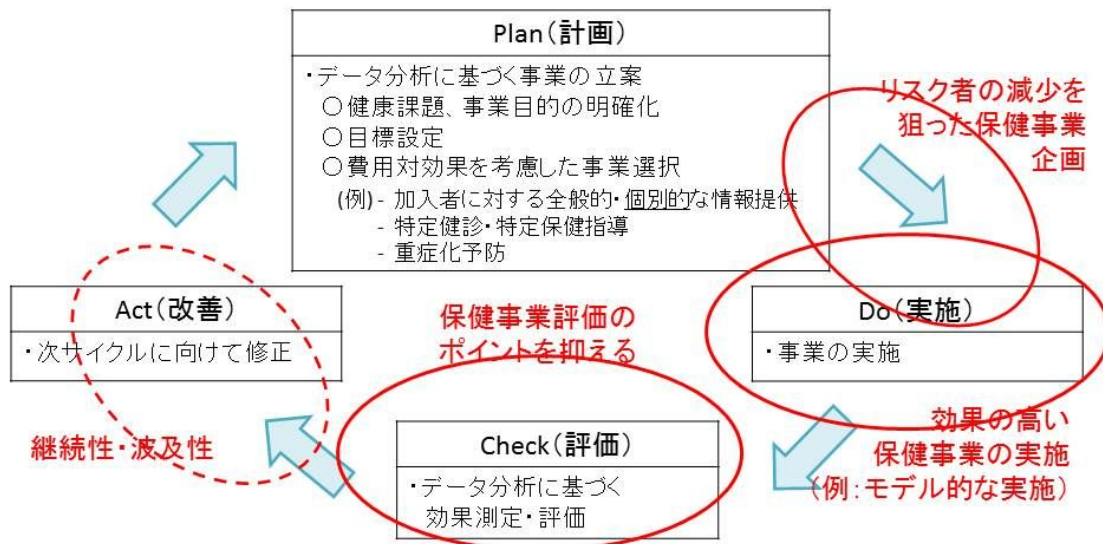 Plan(計画)
・データ分析に基づく事業の立案
○健康課題、事業目的の明確化
○目標設定
○費用対効果を考慮した事業選択
(例)- 加入者に対する全般的・個別的な情報提供
- 特定健診・特定保健指導
- 重症化予防
リスク者の減少を
狙った保健事業
企画
Act(改善)
・次サイクルに向けて修正
保健事業評価の
ポイントを抑える
Do(実施)
・事業の実施
継続性・波及性
Check(評価)
・データ分析に基づく
効果測定・評価
効果の高い
保健事業の実施
(例:モデル的な実施)